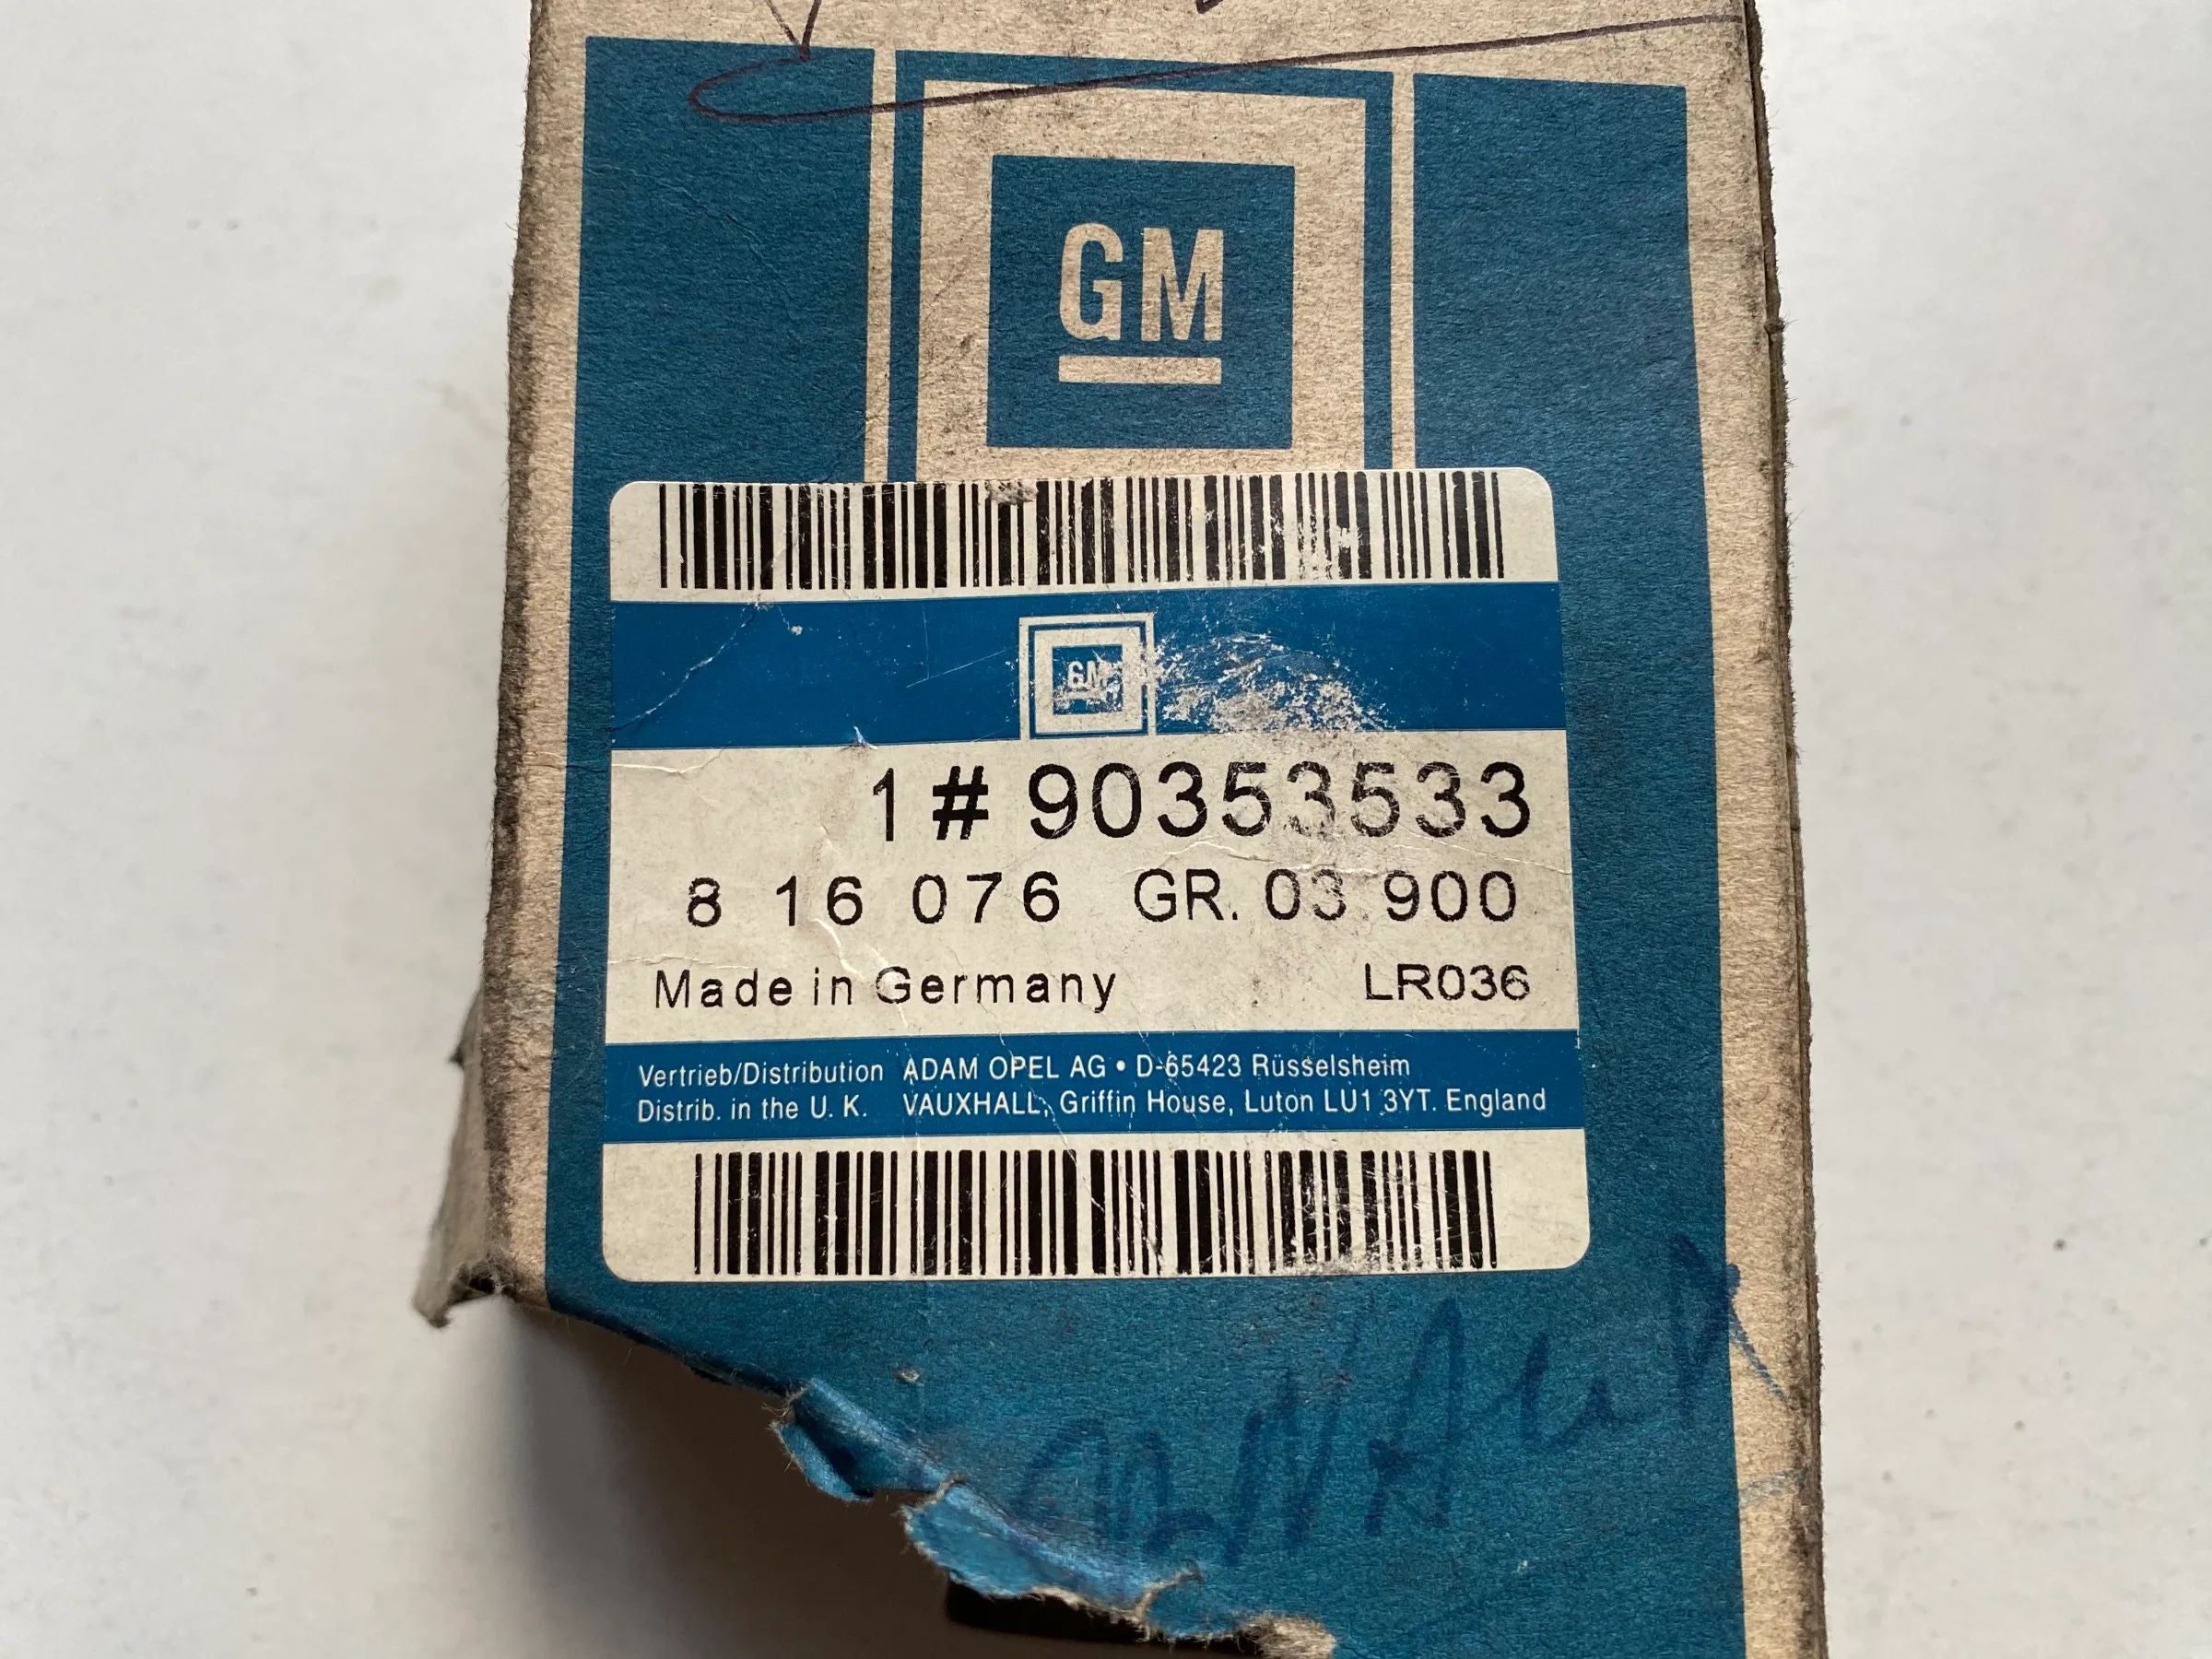 GM
GM
1 # 90353533
8 16 076 GR. 03 900
Made in Germany LR036
Vertrieb/Distribution ADAM OPEL AG • D-65423 Rüsselsheim
Distrib. in the U. K. VAUXHALL, Griffin House, Luton LU1 3YT. England